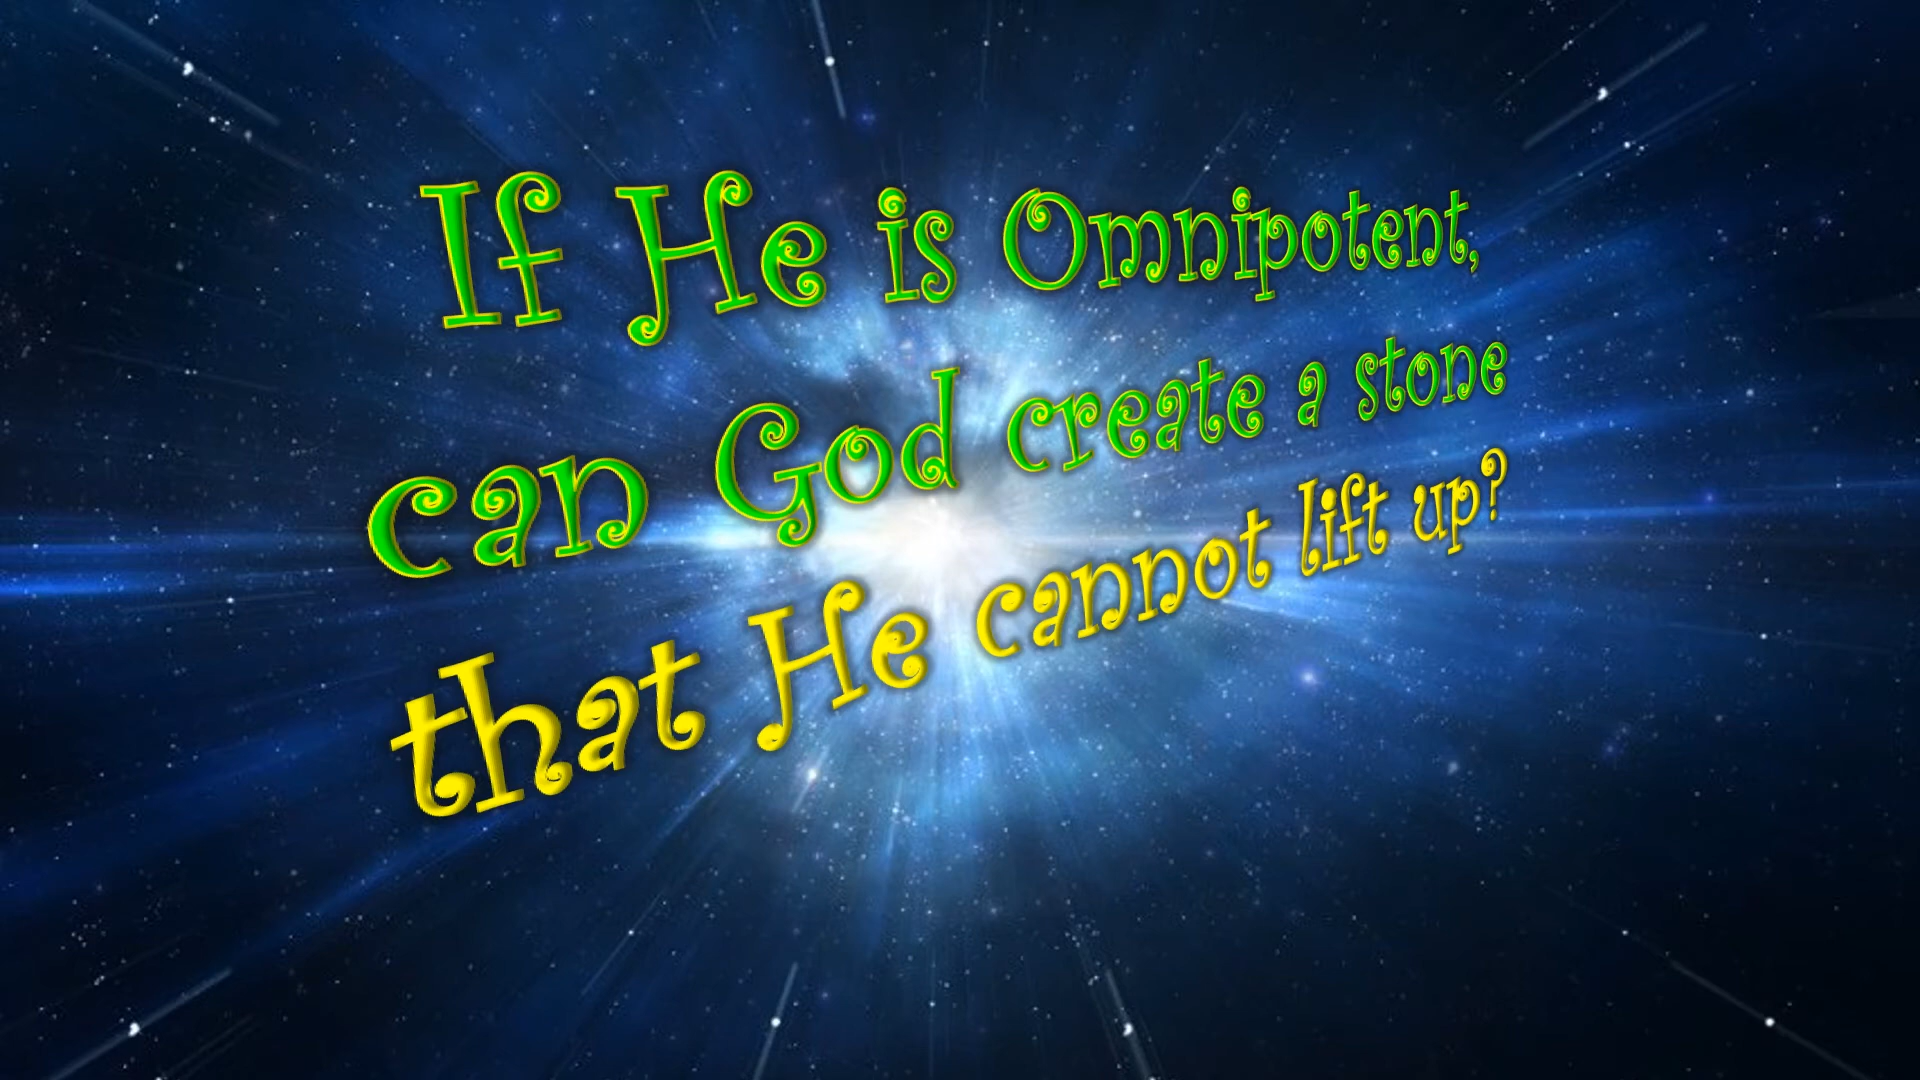 If He is Omnipotent,
can God create a stone
that He cannot lift up?